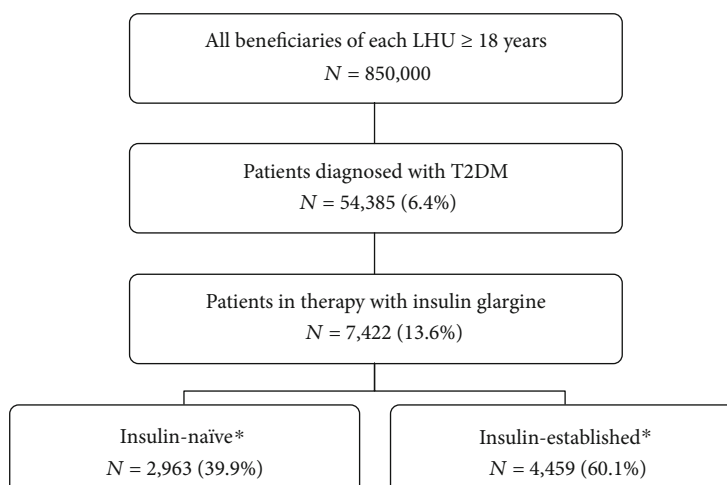 All beneficiaries of each LHU ≥ 18 years
N = 850,000
Patients diagnosed with T2DM
N = 54,385 (6.4%)
Patients in therapy with insulin glargine
N = 7,422 (13.6%)
Insulin-naïve*
N = 2,963 (39.9%)
Insulin-established*
N = 4,459 (60.1%)